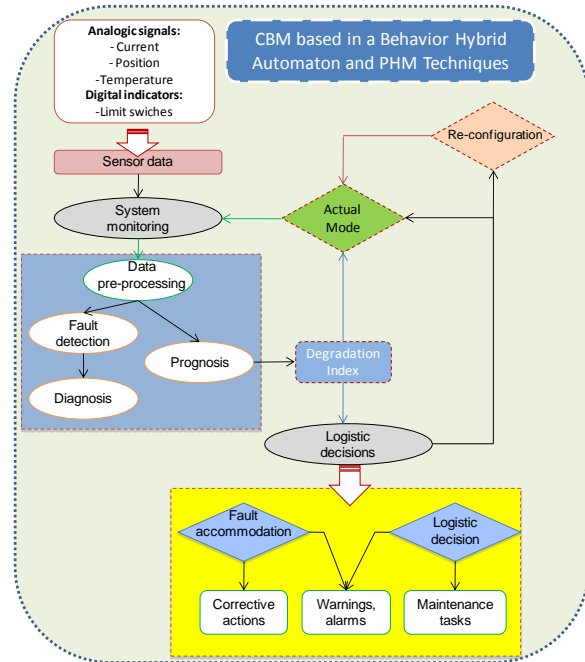 Analogic signals:
- Current
- Position
-Temperature
Digital indicators:
-Limit swiches
CBM based in a Behavior Hybrid
Automaton and PHM Techniques
Re-configuration
Sensor data
System
monitoring
Actual
Mode
Data
pre-processing
Fault
detection
Prognosis
Degradation
Index
Diagnosis
Logistic
decisions
Fault
accommodation
Logistic
decision
Corrective
actions
Warnings,
alarms
Maintenance
tasks